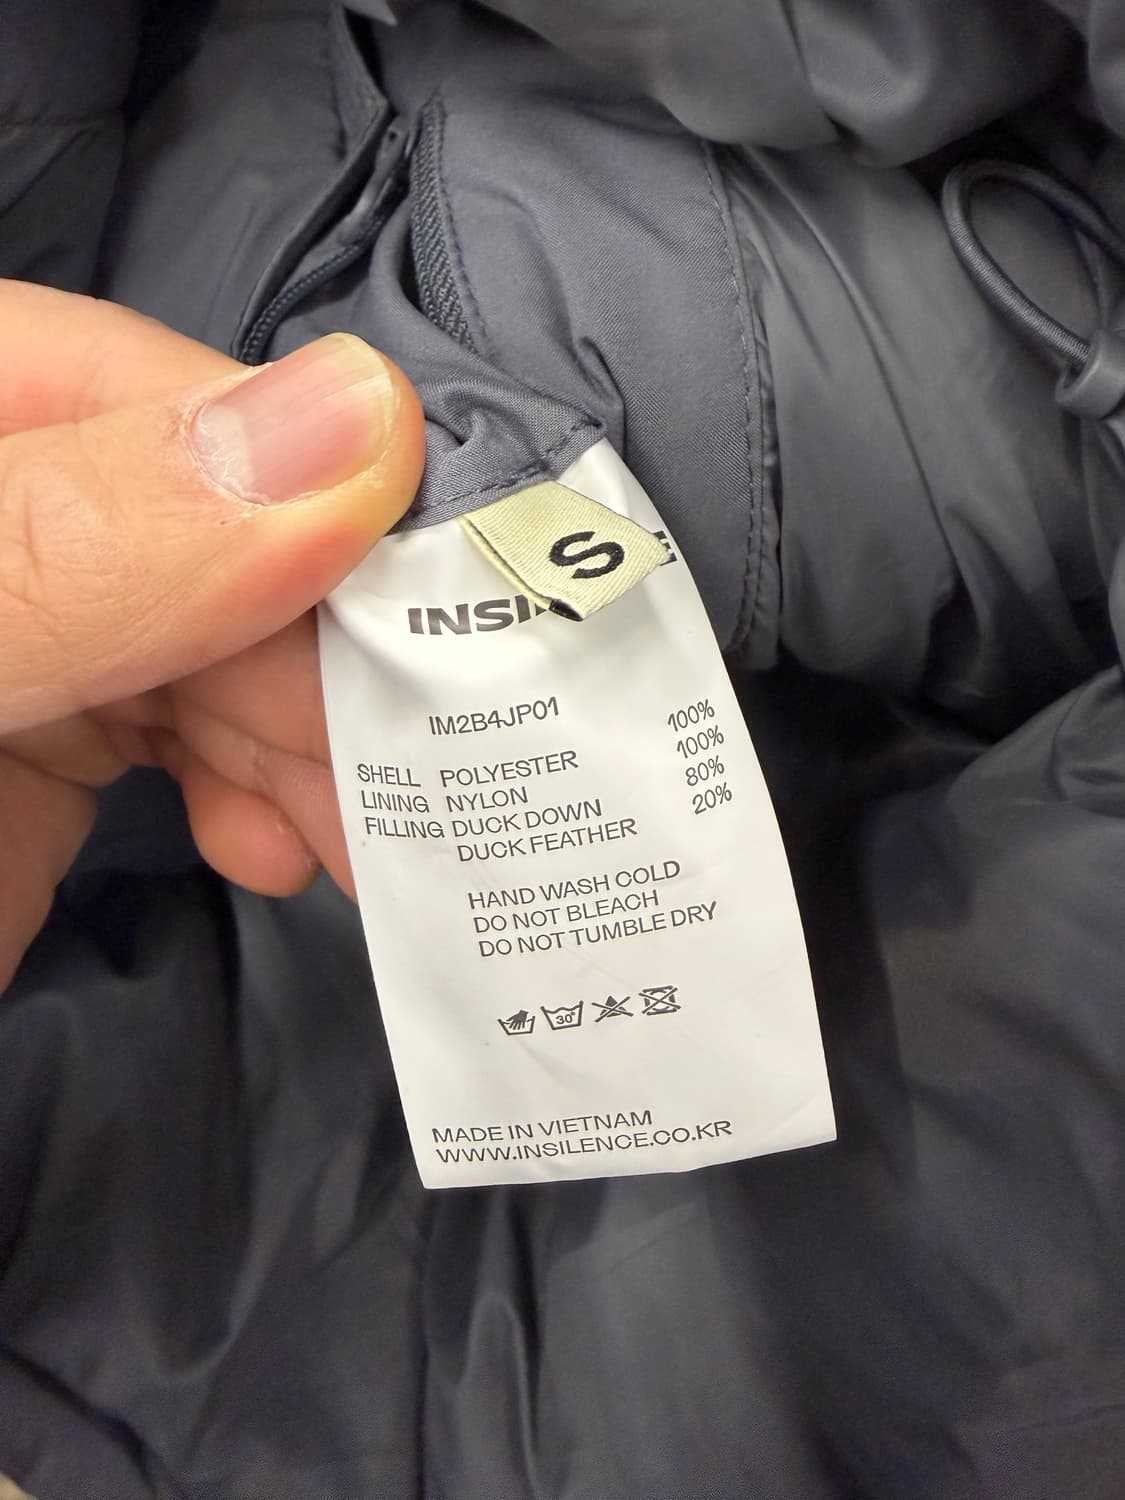 S
INSI
IM2B4JP01
SHELL POLYESTER 100%
LINING NYLON 100%
FILLING DUCK DOWN 80%
DUCK FEATHER 20%
HAND WASH COLD
DO NOT BLEACH
DO NOT TUMBLE DRY
30°
MADE IN VIETNAM
WWW.INSILENCE.CO.KR